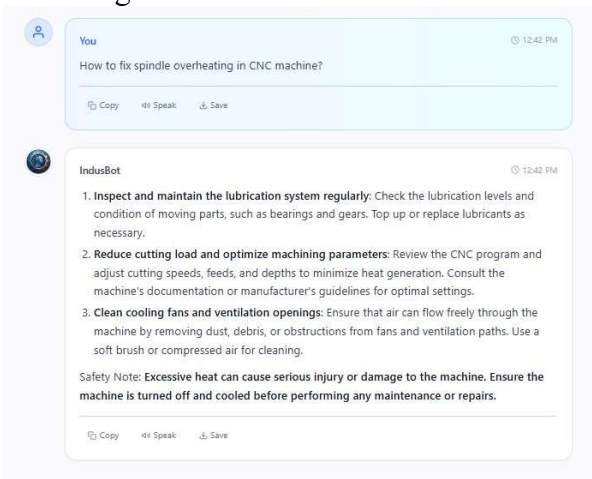 You
12:42 PM
How to fix spindle overheating in CNC machine?
Copy Speak Save
IndusBot
12:42 PM
1. Inspect and maintain the lubrication system regularly: Check the lubrication levels and
condition of moving parts, such as bearings and gears. Top up or replace lubricants as
necessary.
2. Reduce cutting load and optimize machining parameters: Review the CNC program and
adjust cutting speeds, feeds, and depths to minimize heat generation. Consult the
machine's documentation or manufacturer's guidelines for optimal settings.
3. Clean cooling fans and ventilation openings: Ensure that air can flow freely through the
machine by removing dust, debris, or obstructions from fans and ventilation paths. Use a
soft brush or compressed air for cleaning.
Safety Note: Excessive heat can cause serious injury or damage to the machine. Ensure the
machine is turned off and cooled before performing any maintenance or repairs.
Copy Speak Save